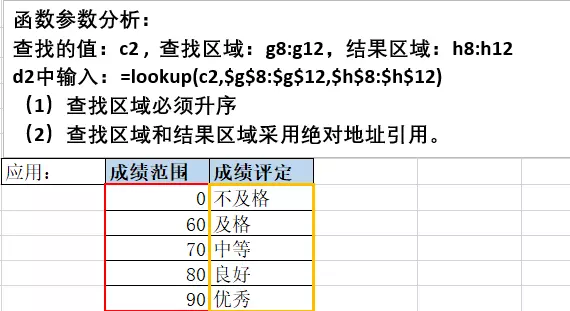 函数参数分析：
查找的值：c2，查找区域：g8:g12，结果区域：h8:h12
d2中输入：=lookup(c2,$g$8:$g$12,$h$8:$h$12)
（1）查找区域必须升序
（2）查找区域和结果区域采用绝对地址引用。
应用： 成绩范围 成绩评定
0 不及格
60 及格
70 中等
80 良好
90 优秀